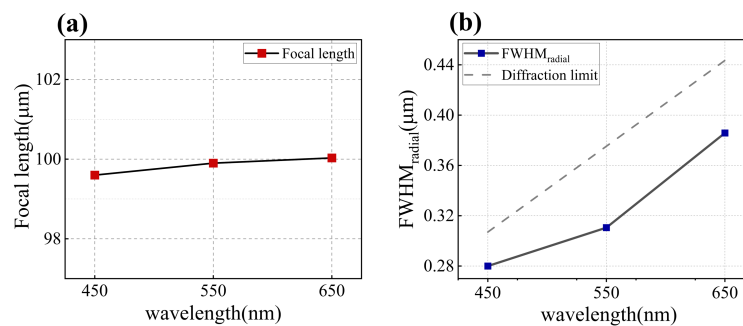 (a)
Focal length
102
100
98
Focal length(μm)
450
550
650
wavelength(nm)
(b)
FWHMradial
Diffraction limit
0.44
0.40
0.36
0.32
0.28
FWHMradial(μm)
450
550
650
wavelength(nm)